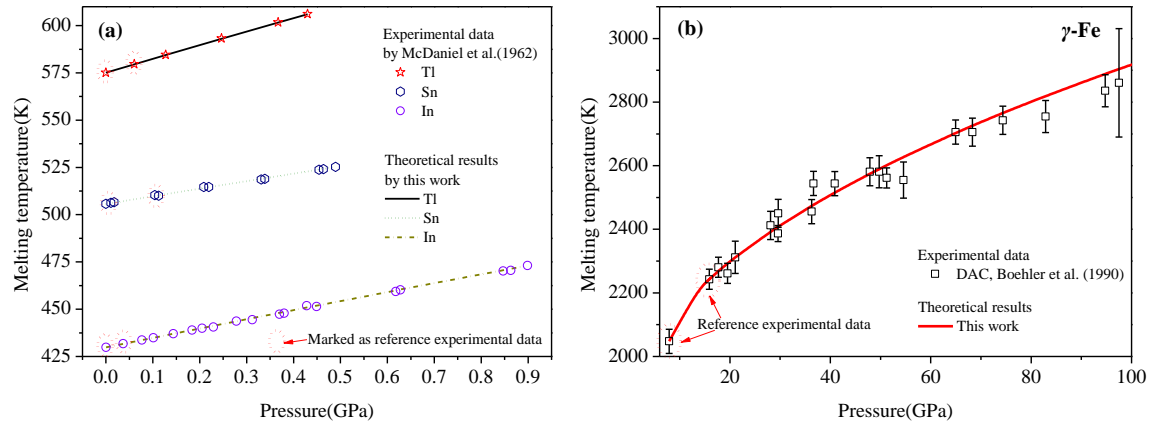 (a)
Experimental data
by McDaniel et al.(1962)
Tl
Sn
In
Theoretical results
by this work
Tl
Sn
In
Marked as reference experimental data
600
575
550
525
500
475
450
425
0.0 0.1 0.2 0.3 0.4 0.5 0.6 0.7 0.8 0.9
Melting temperature(K)
Pressure(GPa)
(b)
γ-Fe
Experimental data
DAC, Boehler et al. (1990)
Theoretical results
This work
Reference experimental data
3000
2800
2600
2400
2200
2000
20 40 60 80 100
Melting temperature(K)
Pressure(GPa)